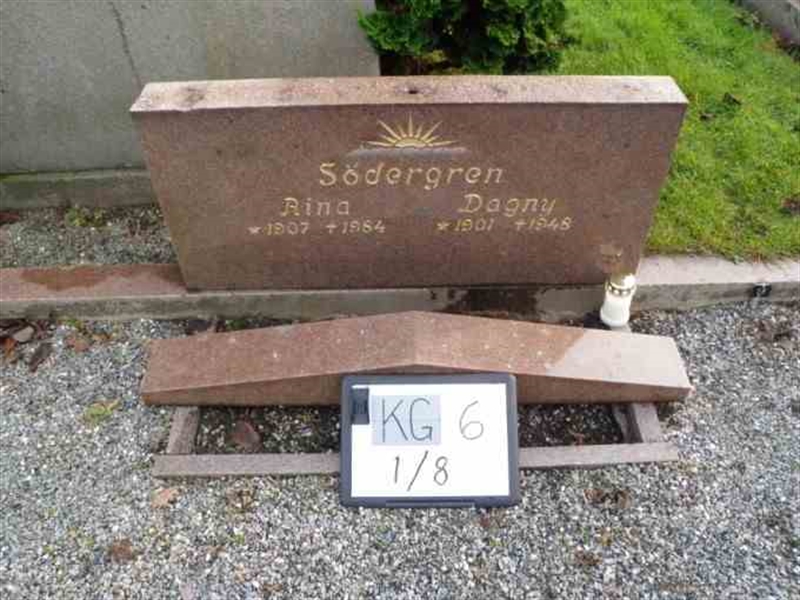 Södergren
Aina Dagny
*1907 †1984 *1901 †1948
KG 6
1/8